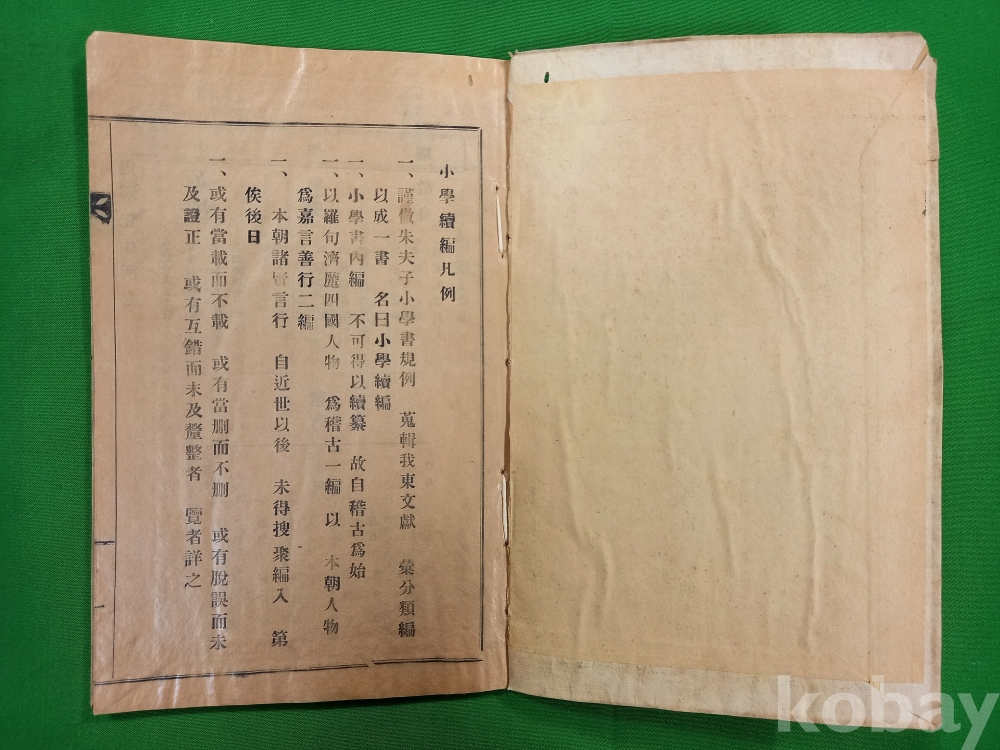 小學續編凡例
一、謹倣朱夫子小學書規例 蒐輯我東文獻 彙分類編
以成一書 名曰小學續編
一、小學書內編 不可得以續纂 故自稽古爲始
一、以羅句濟麗四國人物 爲稽古一編 以 本朝人物
爲嘉言善行二編
一、 本朝諸賢言行 自近世以後 未得搜聚編入 第
俟後日
一、或有當載而不載 或有當刪而不刪 或有脫誤而未
及證正 或有互錯而未及釐整者 覽者詳之
kobay